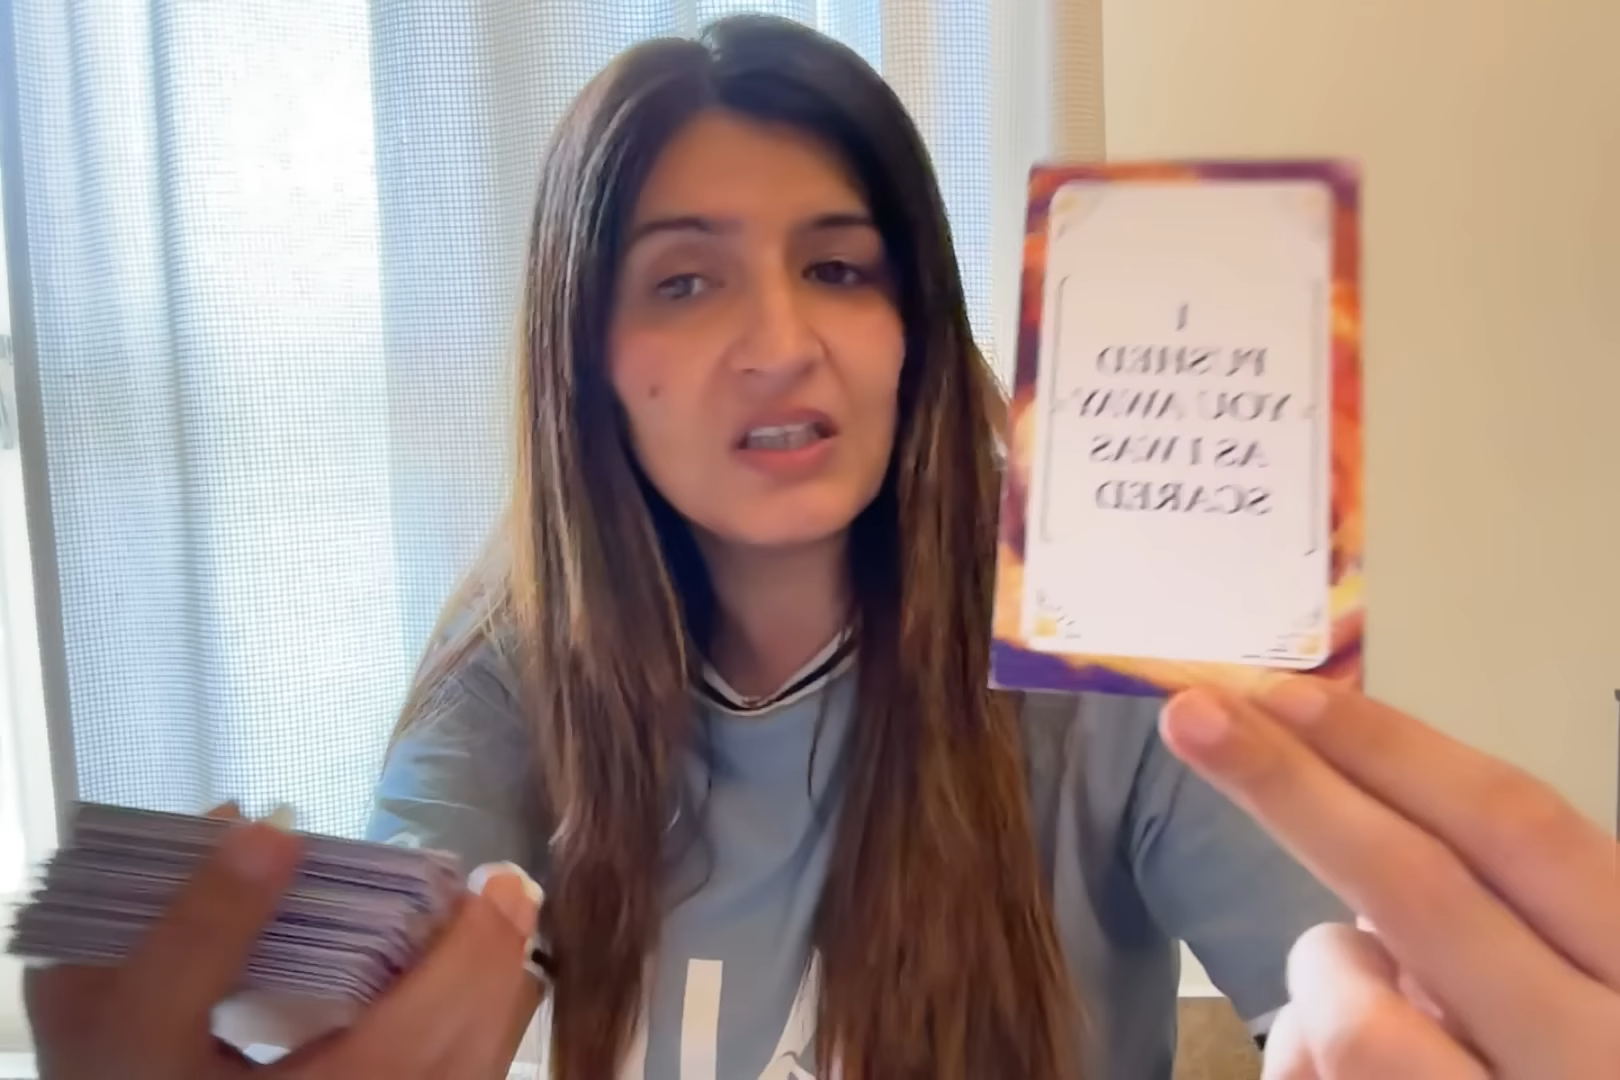 I
PUSHED
YOU AWAY
AS I WAS
SCARED